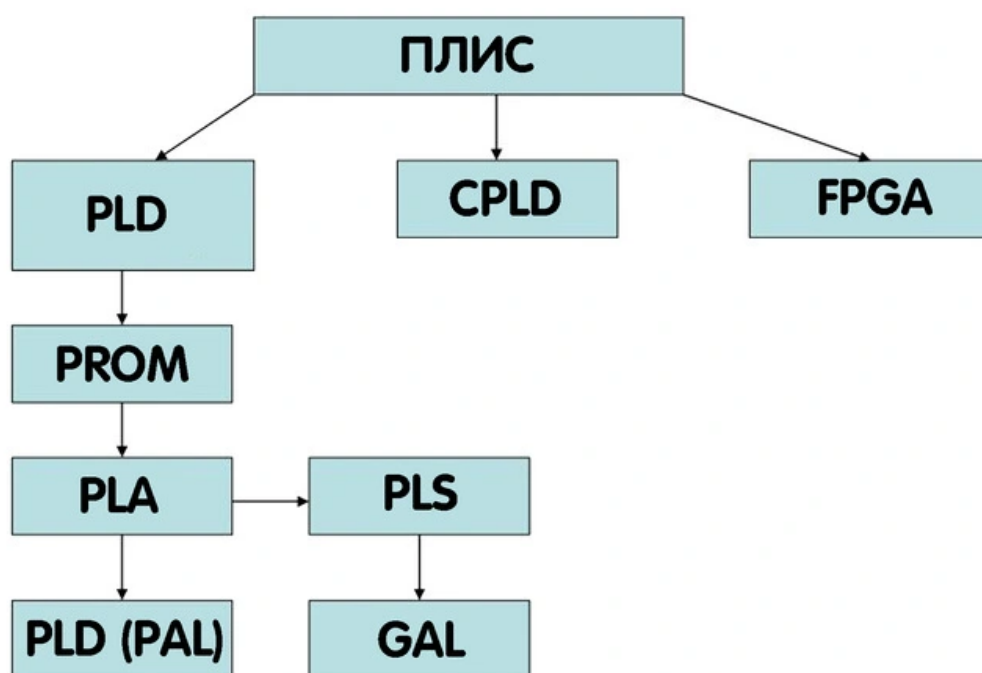 ПЛИС
PLD
CPLD
FPGA
PROM
PLA
PLS
PLD (PAL)
GAL